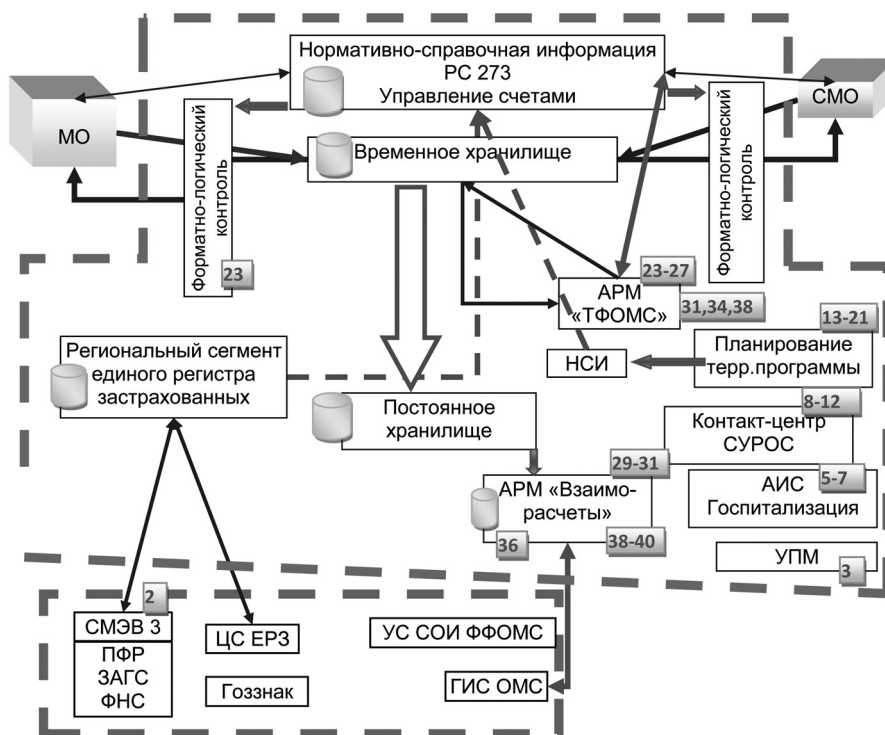 Нормативно-справочная информация
РС 273
Управление счетами
МО
СМО
Форматно-логический
контроль
23
Временное хранилище
Форматно-логический
контроль
23-27
АРМ
«ТФОМС»
31,34,38
13-21
Планирование
терр.программы
НСИ
Региональный сегмент
единого регистра
застрахованных
8-12
Контакт-центр
СУРОС
Постоянное
хранилище
29-31
5-7
АИС
Госпитализация
АРМ «Взаимо-
расчеты»
36
38-40
УПМ
3
2
СМЭВ 3
ПФР
ЗАГС
ФНС
ЦС ЕРЗ
Гоззнак
УС СОИ ФФОМС
ГИС ОМС